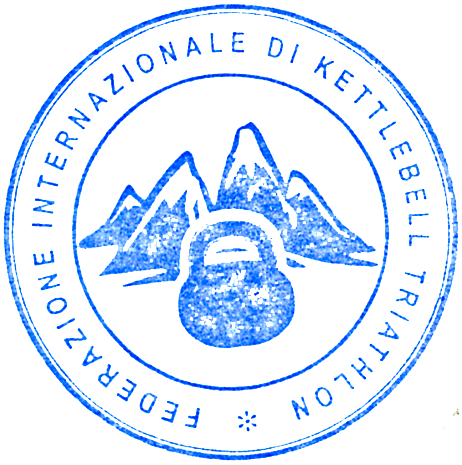 FEDERAZIONE INTERNAZIONALE DI KETTLEBELL TRIATHLON